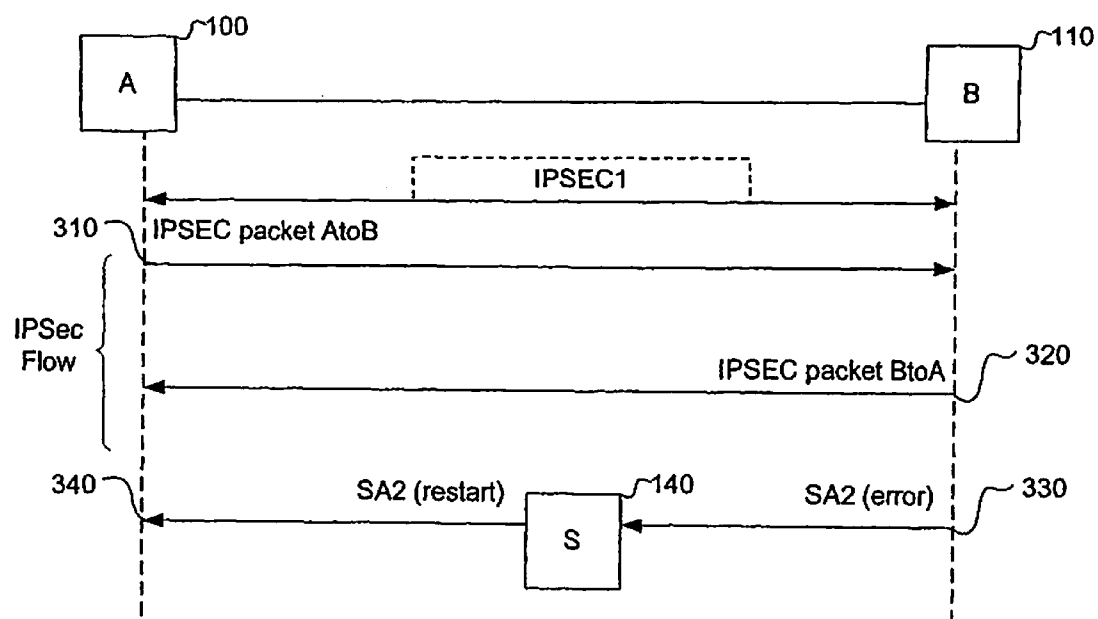 100
110
A
B
IPSEC1
310
IPSEC packet AtoB
IPSec
Flow
320
IPSEC packet BtoA
340
SA2 (restart)
140
SA2 (error)
330
S